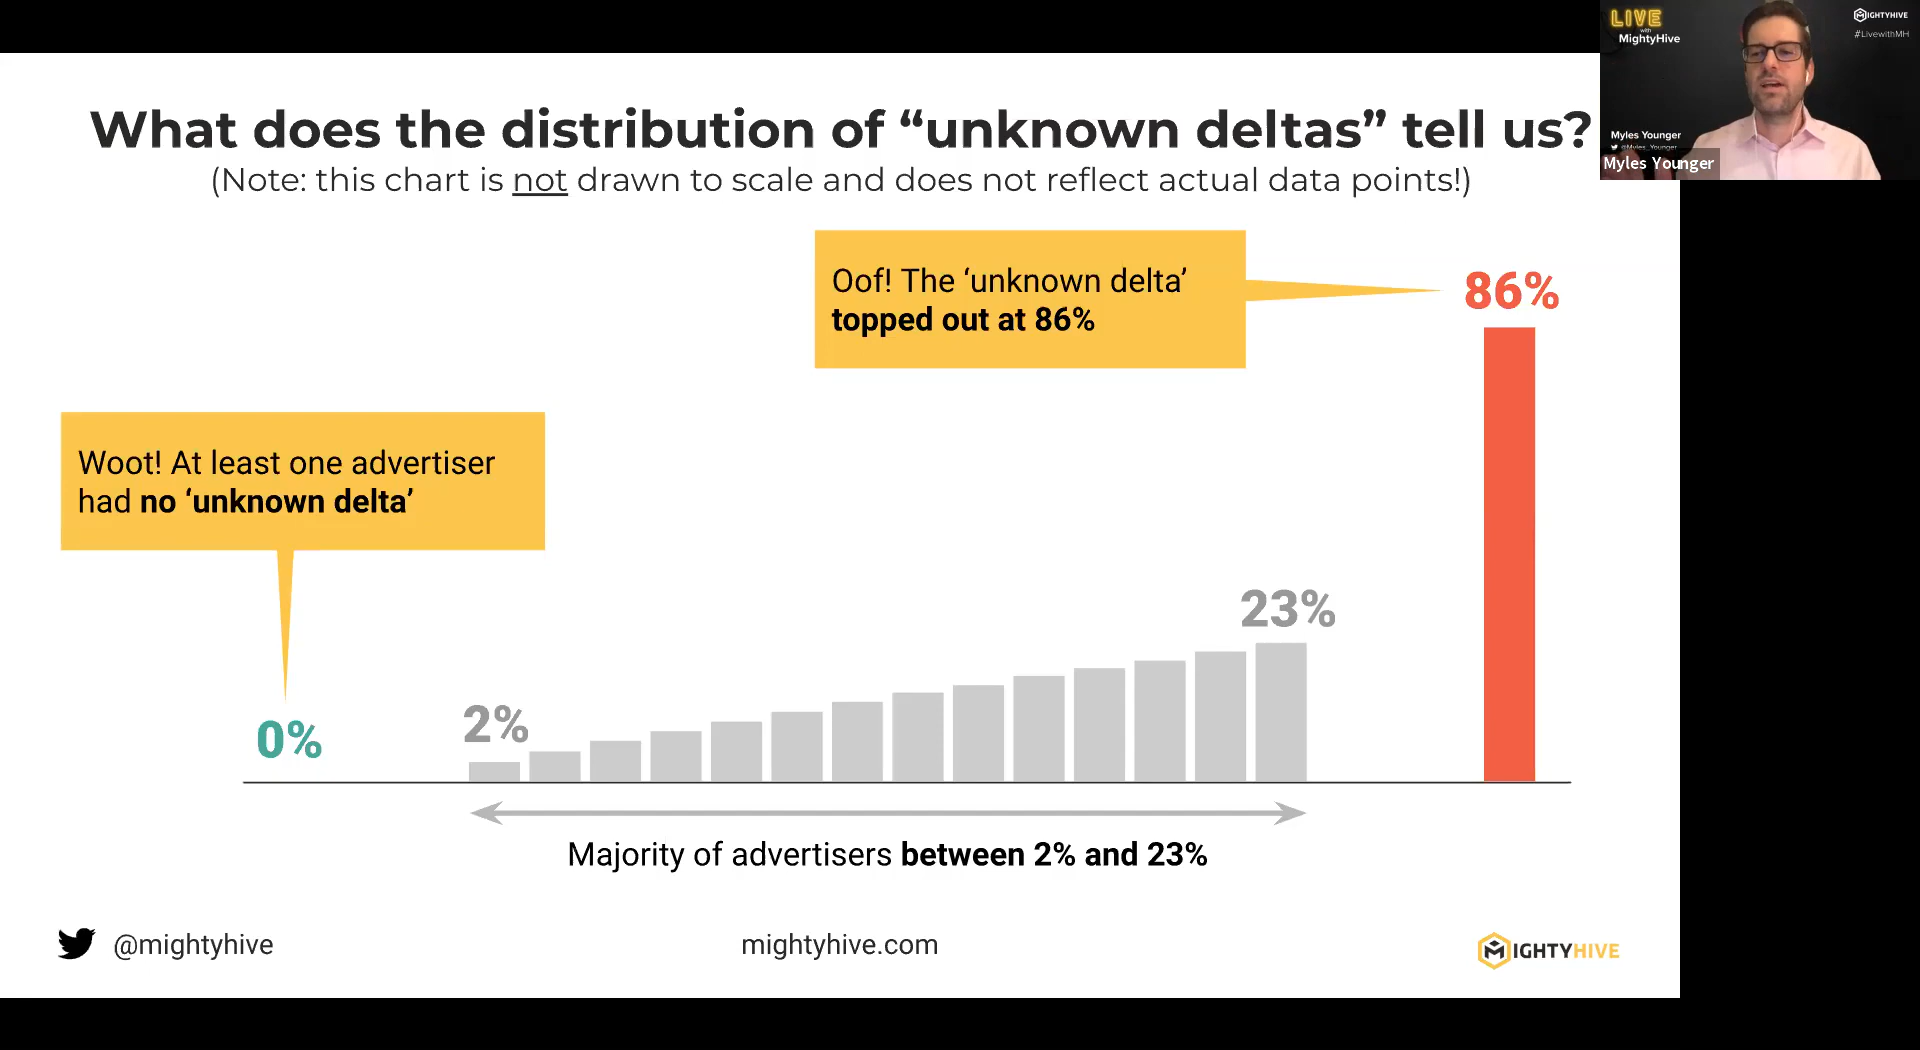 What does the distribution of “unknown deltas” tell us?
(Note: this chart is not drawn to scale and does not reflect actual data points!)
LIVE
with
MightyHive
MIGHTYHIVE
#LivewithMH
Myles Younger
@Myles_Younger
Myles Younger
Oof! The ‘unknown delta’
topped out at 86%
86%
Woot! At least one advertiser
had no ‘unknown delta’
0%
2%
23%
Majority of advertisers between 2% and 23%
@mightyhive
mightyhive.com
MIGHTYHIVE